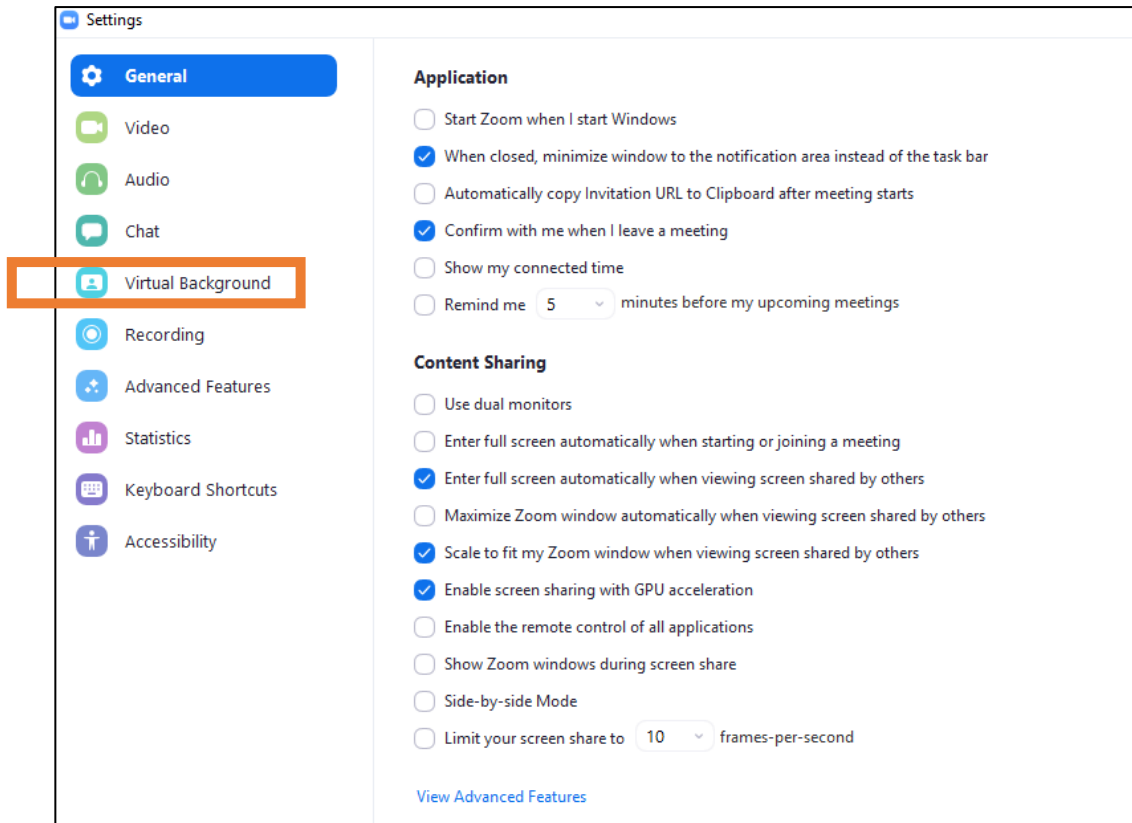 Settings
General
Video
Audio
Chat
Virtual Background
Recording
Advanced Features
Statistics
Keyboard Shortcuts
Accessibility
Application
Start Zoom when I start Windows
When closed, minimize window to the notification area instead of the task bar
Automatically copy Invitation URL to Clipboard after meeting starts
Confirm with me when I leave a meeting
Show my connected time
Remind me 5 minutes before my upcoming meetings
Content Sharing
Use dual monitors
Enter full screen automatically when starting or joining a meeting
Enter full screen automatically when viewing screen shared by others
Maximize Zoom window automatically when viewing screen shared by others
Scale to fit my Zoom window when viewing screen shared by others
Enable screen sharing with GPU acceleration
Enable the remote control of all applications
Show Zoom windows during screen share
Side-by-side Mode
Limit your screen share to 10 frames-per-second
View Advanced Features